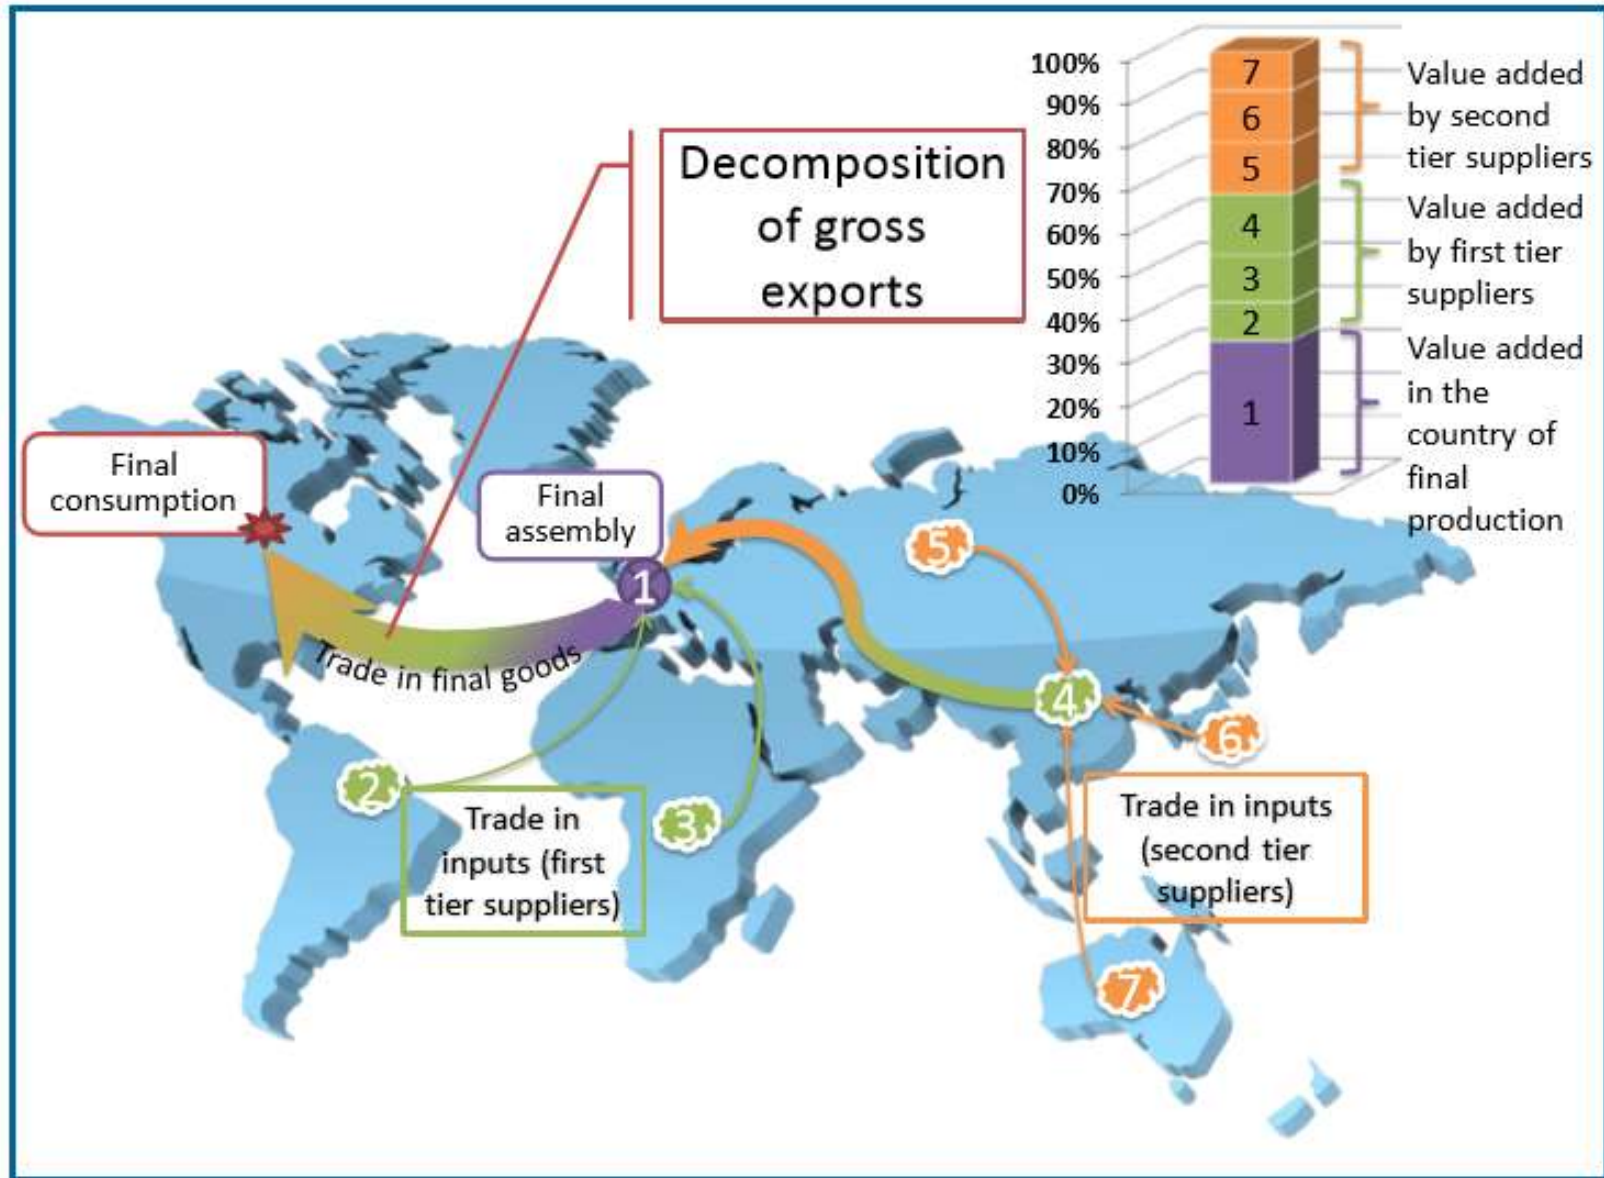 100%
90%
80%
70%
60%
50%
40%
30%
20%
10%
0%
7
6
5
4
3
2
1
Value added
by second
tier suppliers
Value added
by first tier
suppliers
Value added
in the
country of
final
production
Decomposition
of gross
exports
Final
consumption
Final
assembly
1
5
Trade in final goods
4
6
2
3
Trade in
inputs (first
tier suppliers)
Trade in inputs
(second tier
suppliers)
7